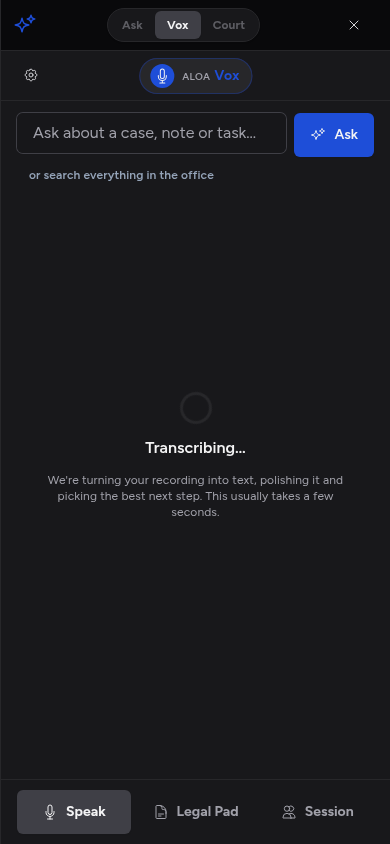 Ask
Vox
Court
ALOA Vox
Ask about a case, note or task...
Ask
or search everything in the office
Transcribing...
We're turning your recording into text, polishing it and
picking the best next step. This usually takes a few
seconds.
Speak
Legal Pad
Session